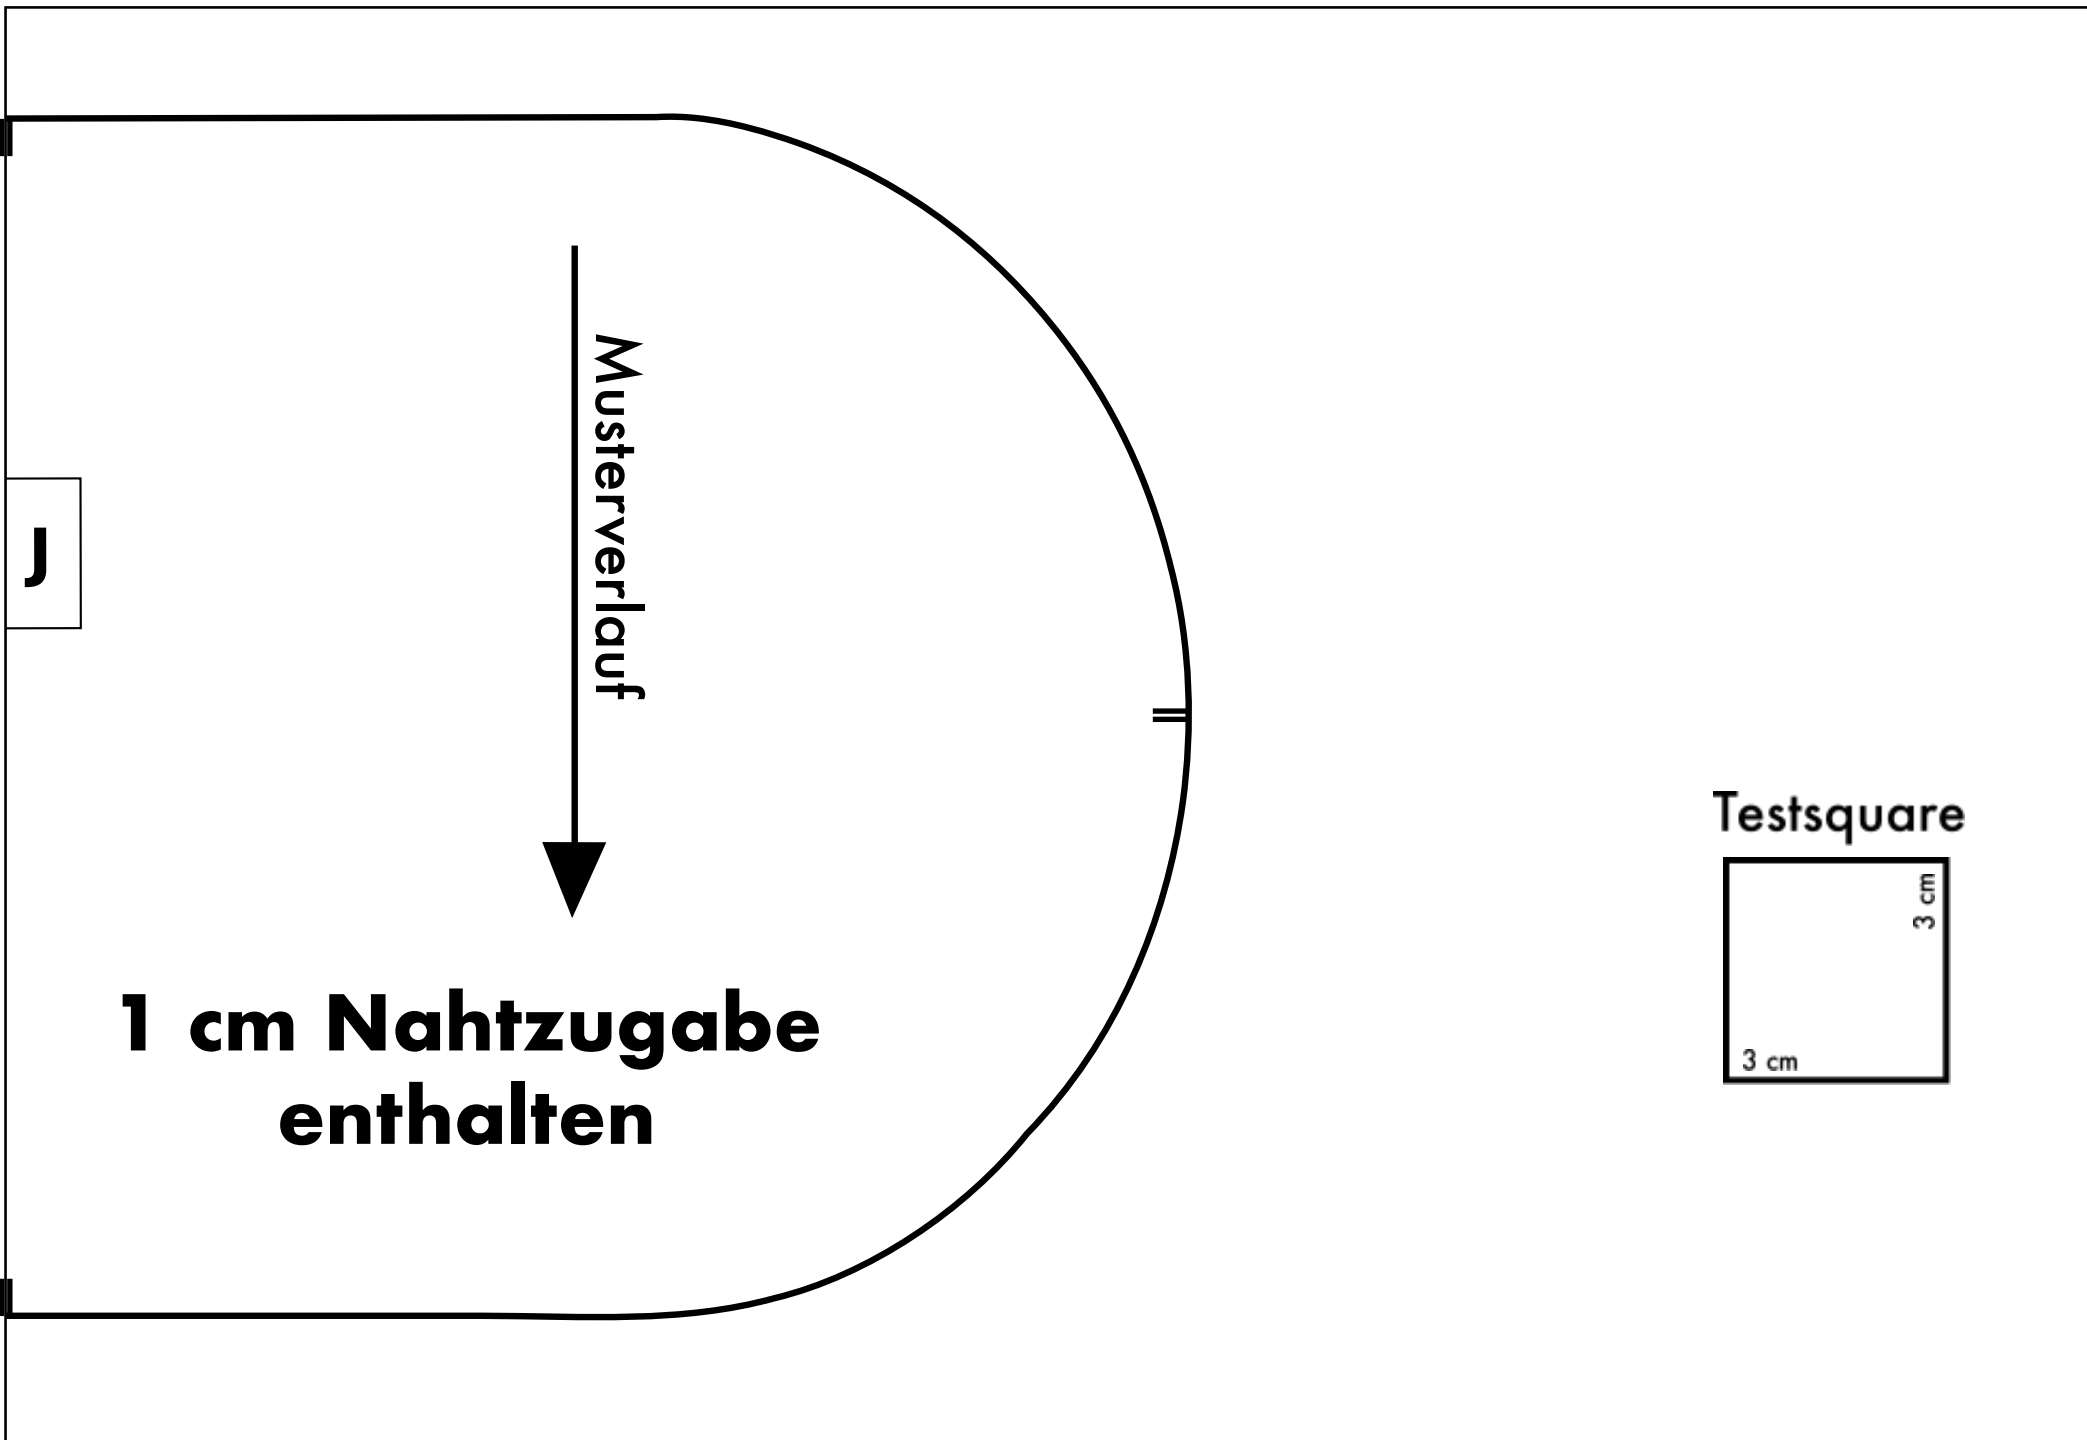 Musterverlauf
J
Testsquare
3 cm
3 cm
1 cm Nahtzugabe
enthalten